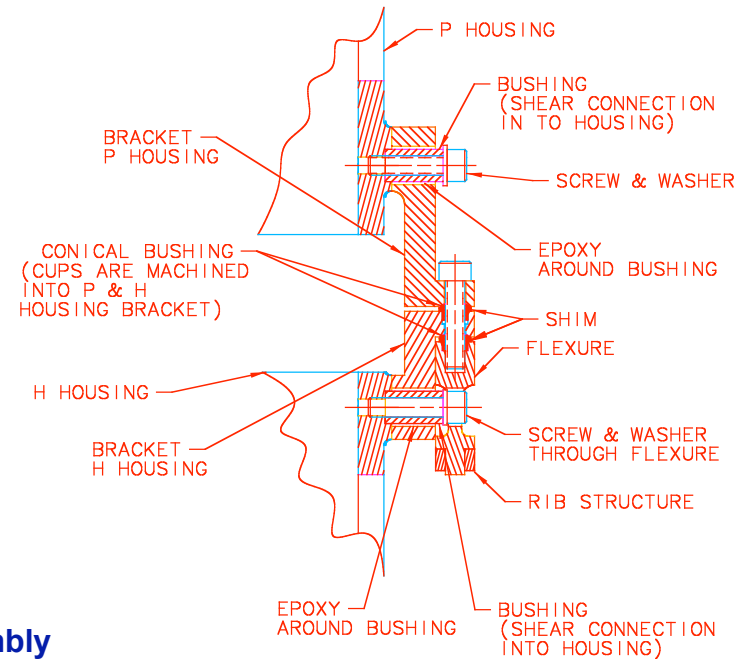 P HOUSING
BUSHING
(SHEAR CONNECTION
IN TO HOUSING)
BRACKET
P HOUSING
SCREW & WASHER
EPOXY
AROUND BUSHING
CONICAL BUSHING
(CUPS ARE MACHINED
INTO P & H
HOUSING BRACKET)
SHIM
FLEXURE
H HOUSING
BRACKET
H HOUSING
SCREW & WASHER
THROUGH FLEXURE
RIB STRUCTURE
EPOXY
AROUND BUSHING
BUSHING
(SHEAR CONNECTION
INTO HOUSING)
mbly